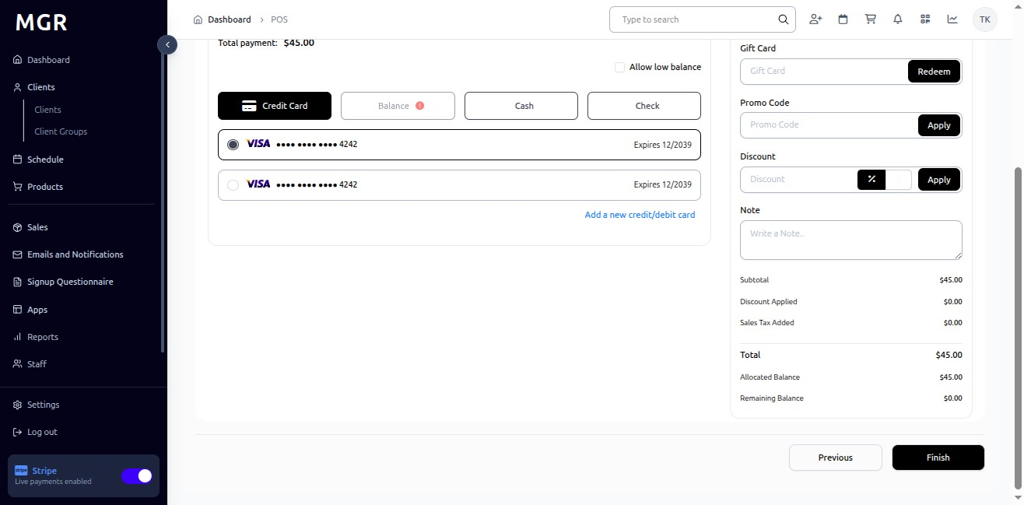 MGR
Dashboard
Clients
Clients
Client Groups
Schedule
Products
Sales
Emails and Notifications
Signup Questionnaire
Apps
Reports
Staff
Settings
Log out
Stripe
Live payments enabled
Dashboard > POS
Type to search
TK
Total payment: $45.00
Allow low balance
Credit Card
Balance
Cash
Check
VISA •••• •••• •••• 4242 Expires 12/2039
VISA •••• •••• •••• 4242 Expires 12/2039
Add a new credit/debit card
Gift Card
Gift Card Redeem
Promo Code
Promo Code Apply
Discount
Discount % Apply
Note
Write a Note..
Subtotal $45.00
Discount Applied $0.00
Sales Tax Added $0.00
Total $45.00
Allocated Balance $45.00
Remaining Balance $0.00
Previous
Finish